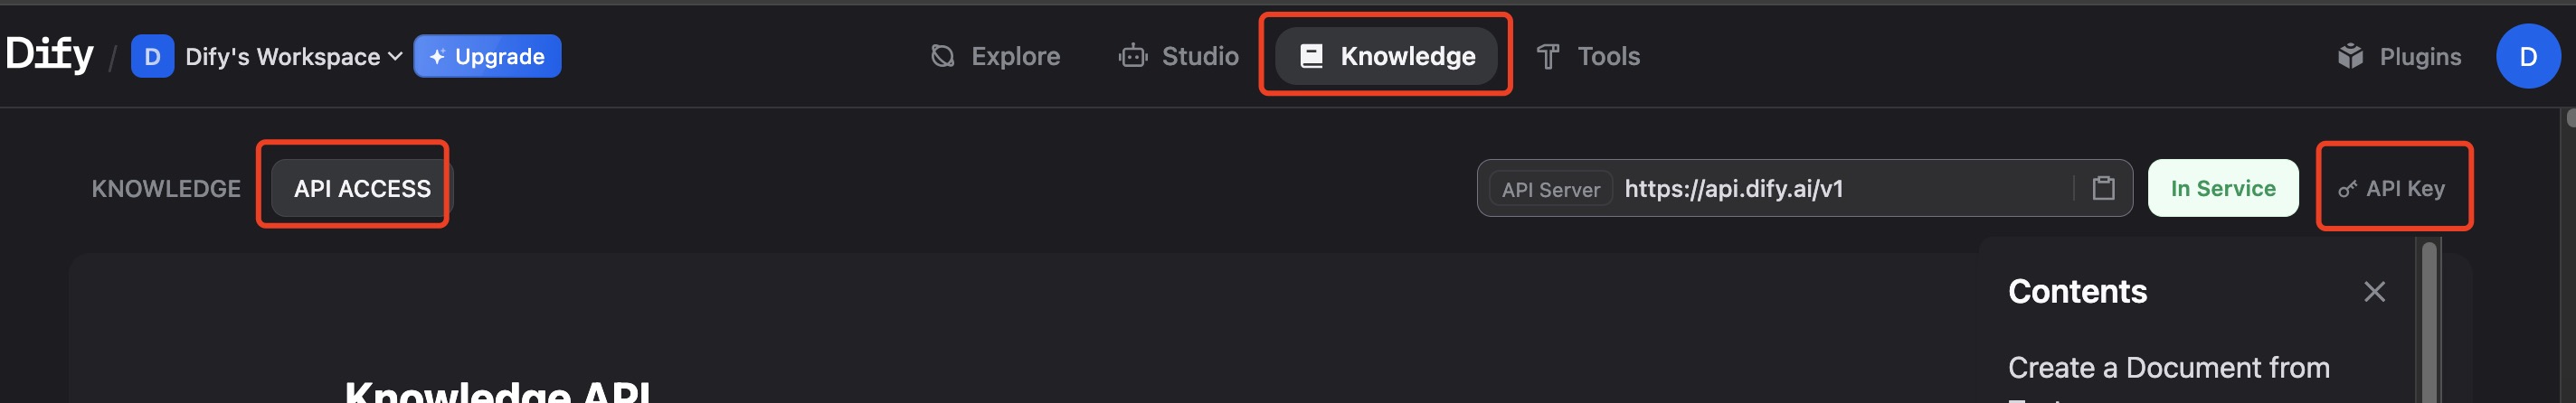 Dify / D Dify's Workspace Upgrade Explore Studio Knowledge Tools Plugins D
KNOWLEDGE API ACCESS API Server https://api.dify.ai/v1 In Service API Key
Contents
Create a Document from
Knowledge API